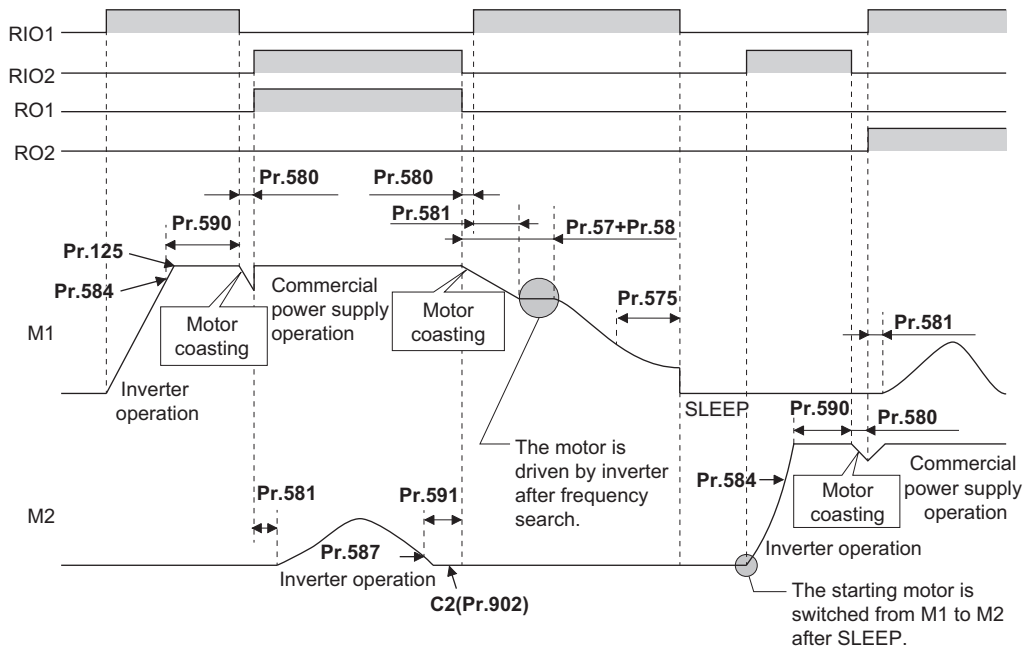 RIO1
RIO2
RO1
RO2
Pr.580
Pr.580
Pr.590
Pr.581
Pr.57+Pr.58
Pr.125
Pr.584
Commercial
power supply
operation
Motor
coasting
Motor
coasting
Pr.575
Pr.581
M1
Inverter
operation
SLEEP
Pr.590
Pr.580
The motor is
driven by inverter
after frequency
search.
Pr.581
Pr.591
Pr.584
Motor
coasting
Commercial
power supply
operation
M2
Pr.587
Inverter operation
Inverter operation
C2(Pr.902)
The starting motor is
switched from M1 to M2
after SLEEP.